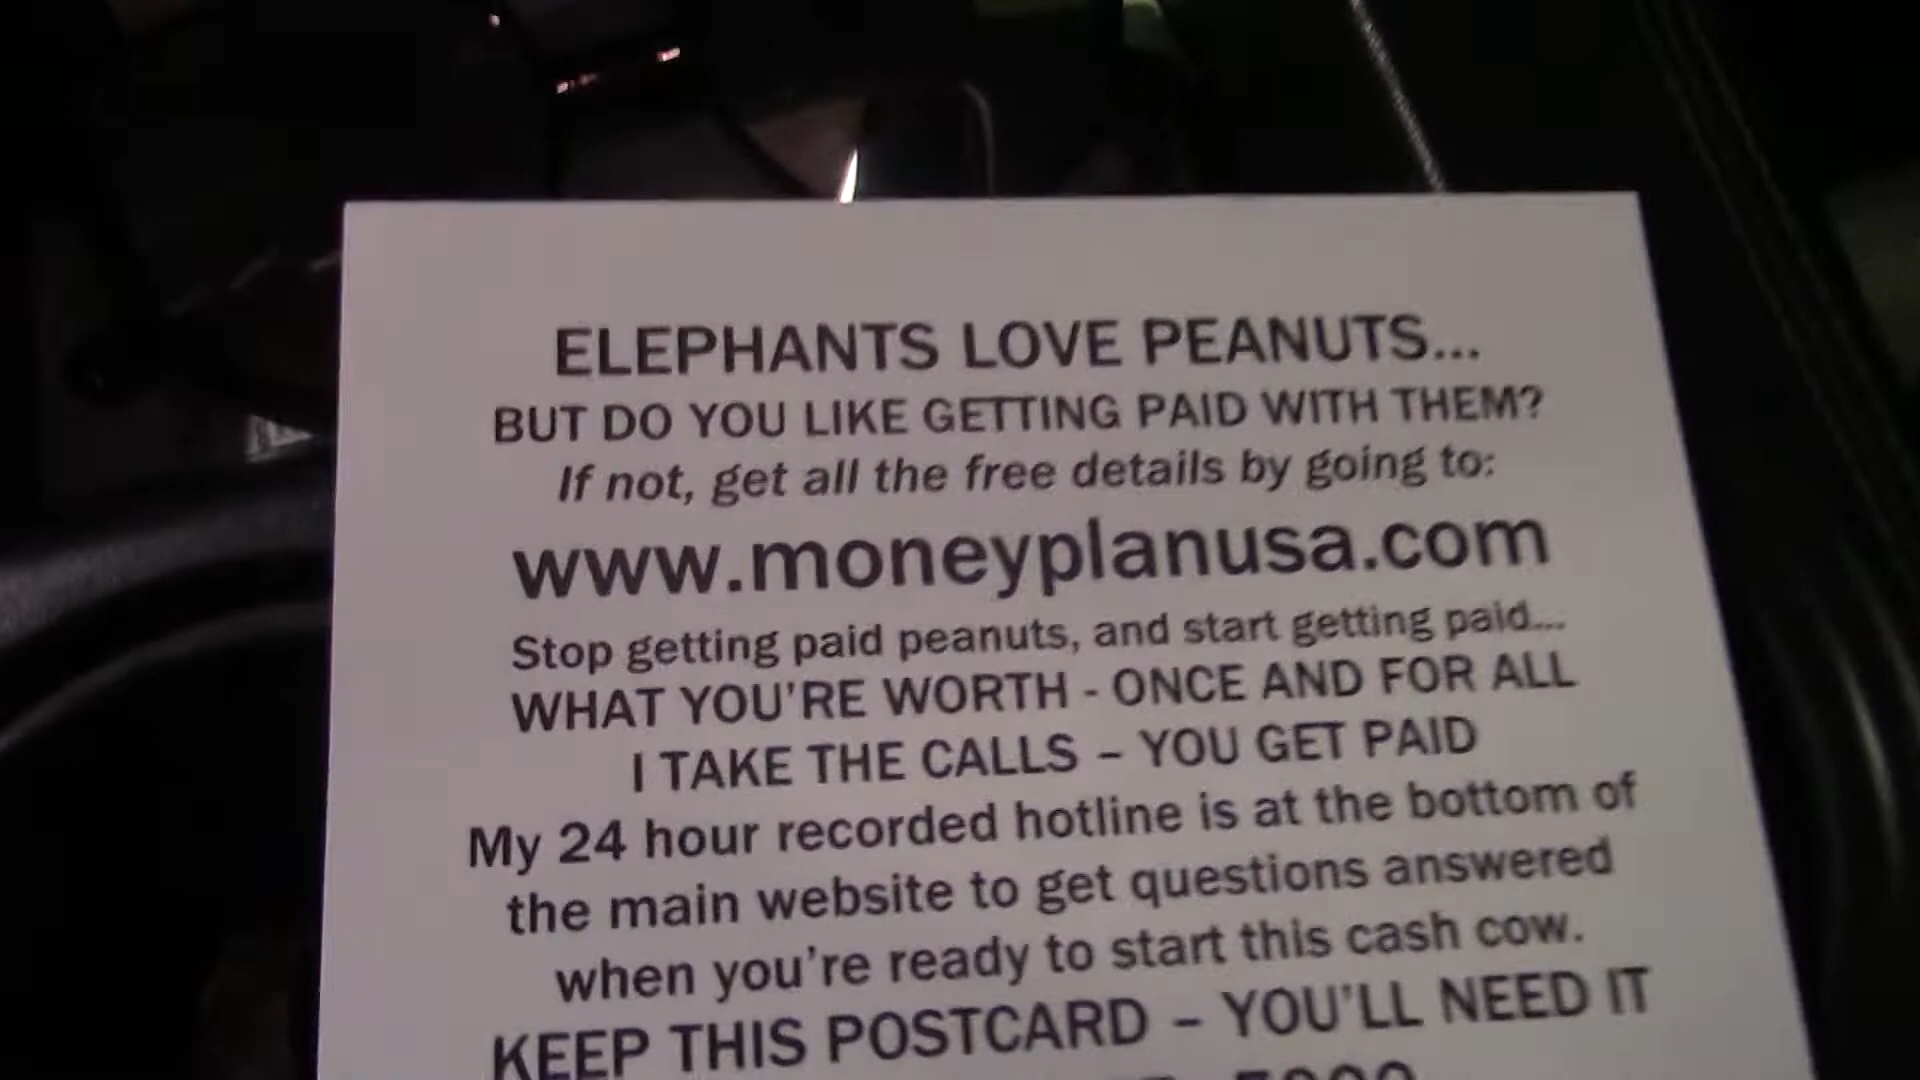 ELEPHANTS LOVE PEANUTS...
BUT DO YOU LIKE GETTING PAID WITH THEM?
If not, get all the free details by going to:
www.moneyplanusa.com
Stop getting paid peanuts, and start getting paid...
WHAT YOU'RE WORTH - ONCE AND FOR ALL
I TAKE THE CALLS – YOU GET PAID
My 24 hour recorded hotline is at the bottom of
the main website to get questions answered
when you're ready to start this cash cow.
KEEP THIS POSTCARD – YOU'LL NEED IT